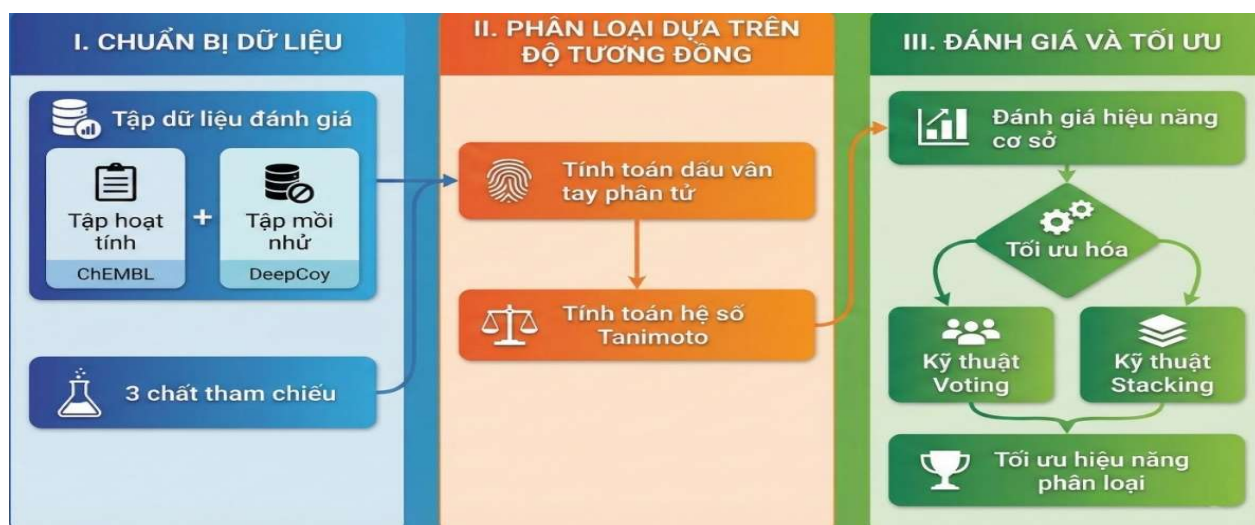 I. CHUẨN BỊ DỮ LIỆU
Tập dữ liệu đánh giá
Tập hoạt
tính
ChEMBL
+
Tập mồi
nhử
DeepCoy
3 chất tham chiếu
II. PHÂN LOẠI DỰA TRÊN
ĐỘ TƯƠNG ĐỒNG
Tính toán dấu vân
tay phân tử
Tính toán hệ số
Tanimoto
III. ĐÁNH GIÁ VÀ TỐI ƯU
Đánh giá hiệu năng
cơ sở
Tối ưu hóa
Kỹ thuật
Voting
Kỹ thuật
Stacking
Tối ưu hiệu năng
phân loại